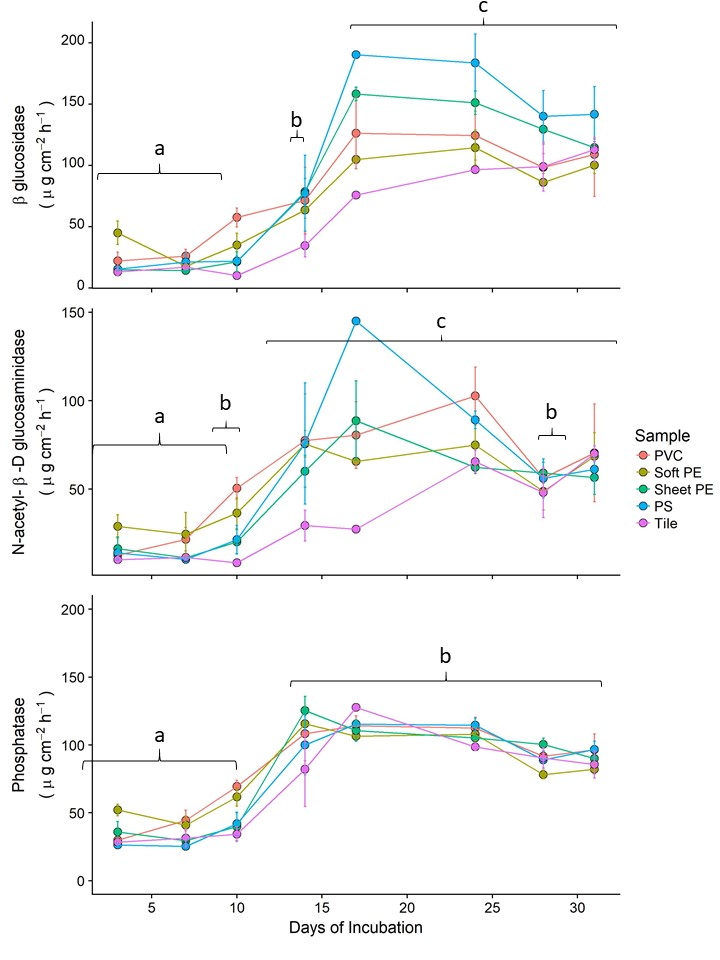 c
200
150
100
50
0
b
a
β glucosidase
( μ g cm−2 h−1 )
150
100
50
c
a
b
b
N-acetyl- β -D glucosaminidase
( μ g cm−2 h−1 )
Sample
PVC
Soft PE
Sheet PE
PS
Tile
200
150
100
50
0
a
b
Phosphatase
( μ g cm−2 h−1 )
5 10 15 20 25 30
Days of Incubation